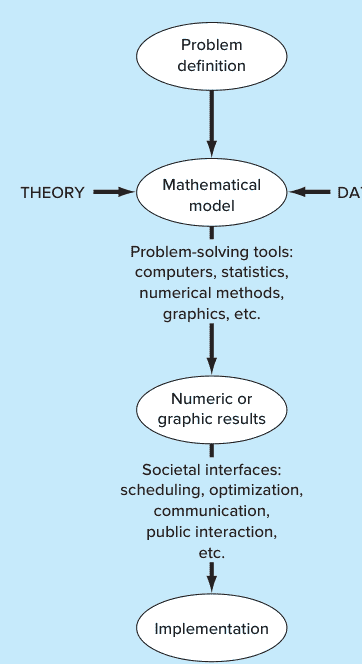 Problem
definition
THEORY
Mathematical
model
Problem-solving tools:
computers, statistics,
numerical methods,
graphics, etc.
Numeric or
graphic results
Societal interfaces:
scheduling, optimization,
communication,
public interaction,
etc.
Implementation